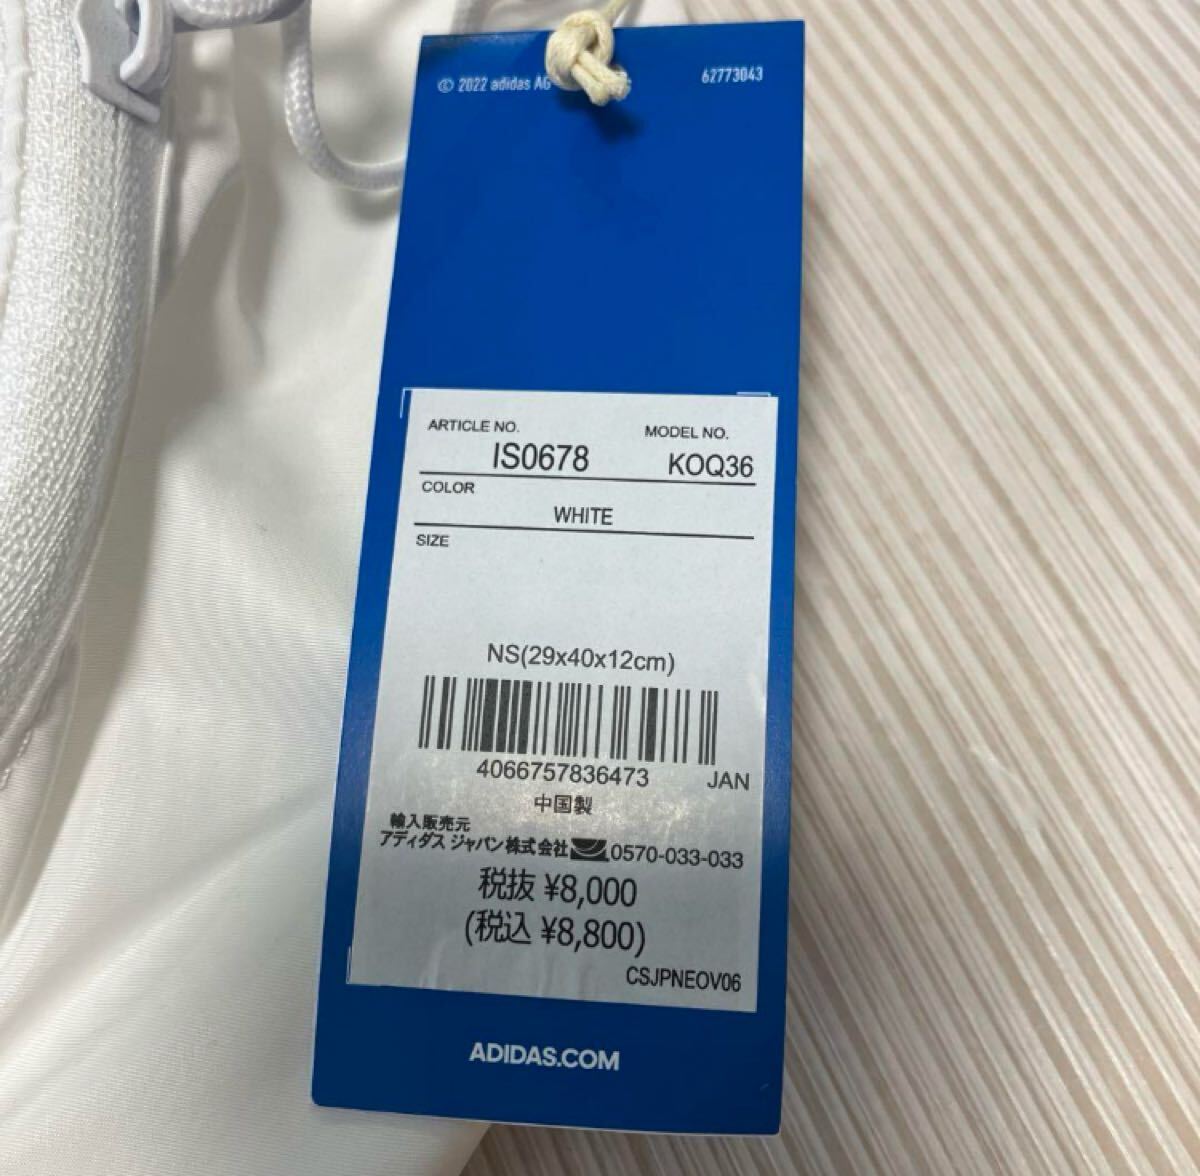 © 2022 adidas AG
62773043
ARTICLE NO.
MODEL NO.
IS0678
KOQ36
COLOR
WHITE
SIZE
NS(29x40x12cm)
4066757836473
JAN
中国製
輸入販売元
アディダス ジャパン株式会社 0570-033-033
税抜 ¥8,000
(税込 ¥8,800)
CSJPNEOV06
ADIDAS.COM